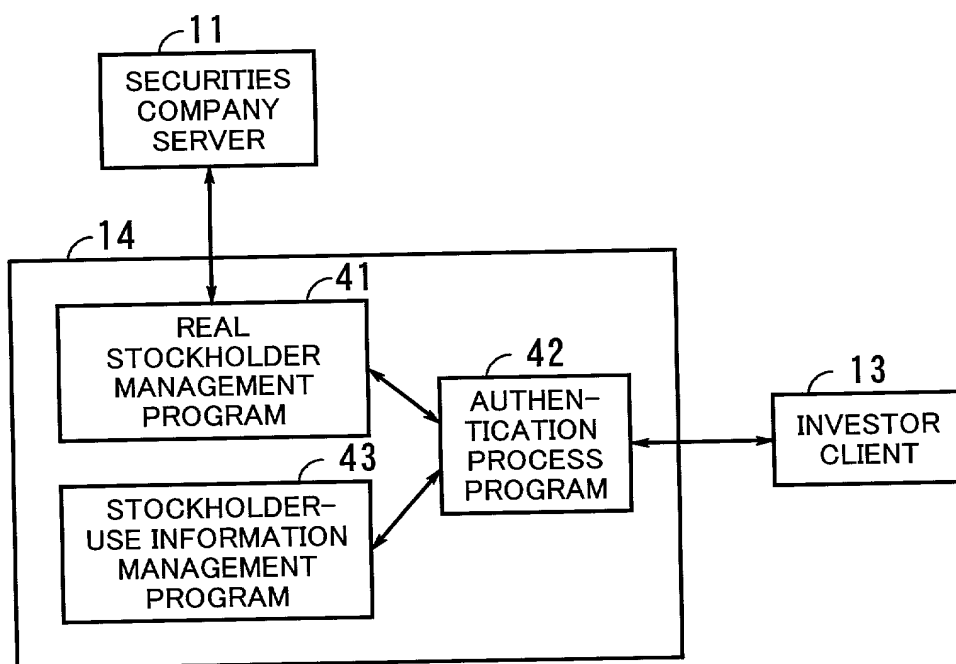 11
SECURITIES
COMPANY
SERVER
14
41
REAL
STOCKHOLDER
MANAGEMENT
PROGRAM
42
AUTHEN-
TICATION
PROCESS
PROGRAM
13
INVESTOR
CLIENT
43
STOCKHOLDER-
USE INFORMATION
MANAGEMENT
PROGRAM